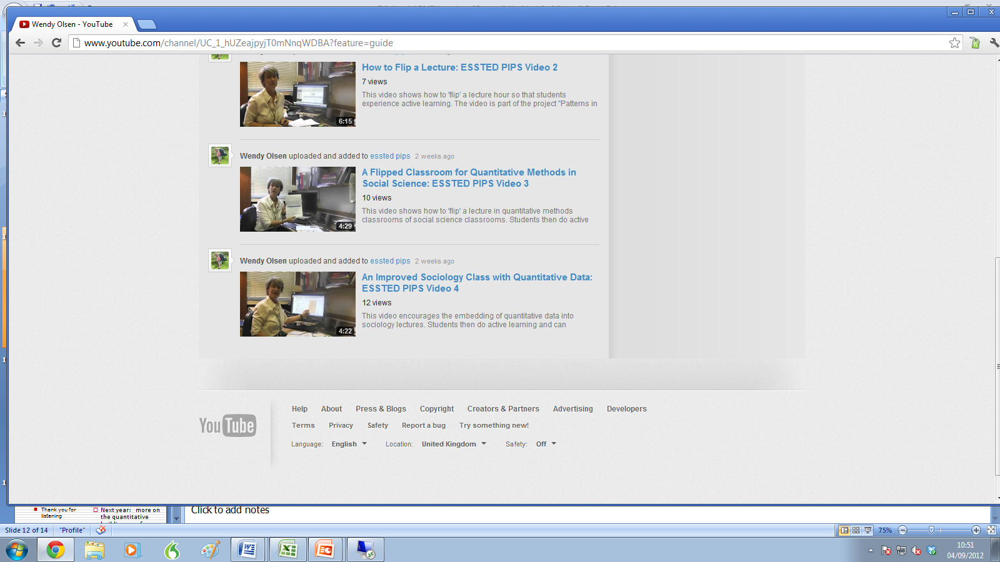 Wendy Olsen - YouTube
www.youtube.com/channel/UC_1_hUZeajpyjT0mNnqWDBA?feature=guide
How to Flip a Lecture: ESSTED PIPS Video 2
7 views
This video shows how to 'flip' a lecture hour so that students
experience active learning. The video is part of the project "Patterns in
6:15
Wendy Olsen uploaded and added to essted pips 2 weeks ago
A Flipped Classroom for Quantitative Methods in
Social Science: ESSTED PIPS Video 3
10 views
This video shows how to 'flip' a lecture in quantitative methods
classrooms of social science classrooms. Students then do active
4:29
Wendy Olsen uploaded and added to essted pips 2 weeks ago
An Improved Sociology Class with Quantitative Data:
ESSTED PIPS Video 4
12 views
This video encourages the embedding of quantitative data into
sociology lectures. Students then do active learning and can
4:22
YouTube
Help About Press & Blogs Copyright Creators & Partners Advertising Developers
Terms Privacy Safety Report a bug Try something new!
Language: English Location: United Kingdom Safety: Off
Thank you for
listening
Next year: more on
the quantitative
Click to add notes
Slide 12 of 14 "Profile" 75%
10:51
04/09/2012